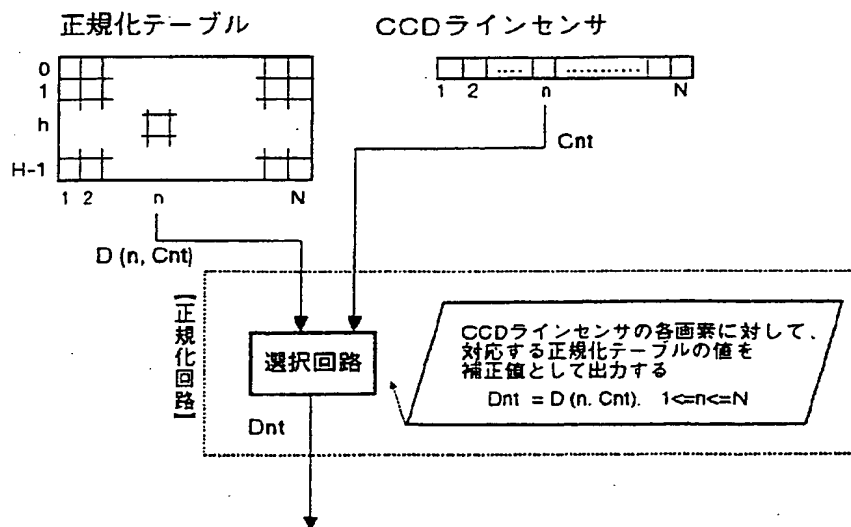 正規化テーブル
CCDラインセンサ
0
1
h
H-1
1 2 n N
1 2 .... n ........... N
Cnt
D (n, Cnt)
【正規化回路】
選択回路
CCDラインセンサの各画素に対して、
対応する正規化テーブルの値を
補正値として出力する
Dnt = D (n. Cnt). 1<=n<=N
Dnt